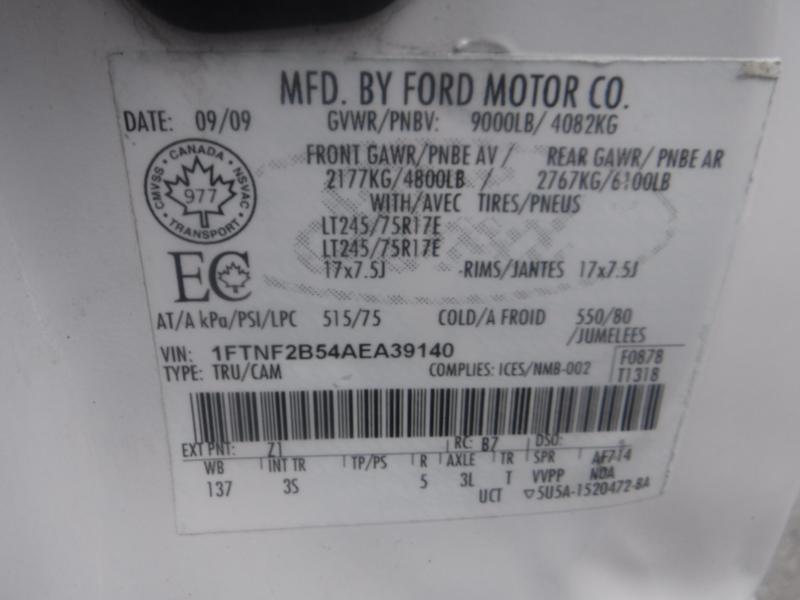 MFD. BY FORD MOTOR CO.
DATE: 09/09 GVWR/PNBV: 9000LB/ 4082KG
FRONT GAWR/PNBE AV / REAR GAWR/ PNBE AR
2177KG/4800LB / 2767KG/6100LB
WITH/AVEC TIRES/PNEUS
LT245/75R17E
LT245/75R17E
17x7.5J -RIMS/JANTES 17x7.5J
CANADA
CMVSS 977 NSVAC
TRANSPORT
EC
AT/A kPa/PSI/LPC 515/75 COLD/A FROID 550/80
/JUMELEES
VIN: 1FTNF2B54AEA39140 F0878
TYPE: TRU/CAM COMPLIES: ICES/NMB-002 T1318
EXT PNT: Z1 RC: B7 DSO:
WB INT TR TP/PS R AXLE TR SPR AF714
137 3S 5 3L T VVPP NDA
UCT 5U5A-1520472-BA